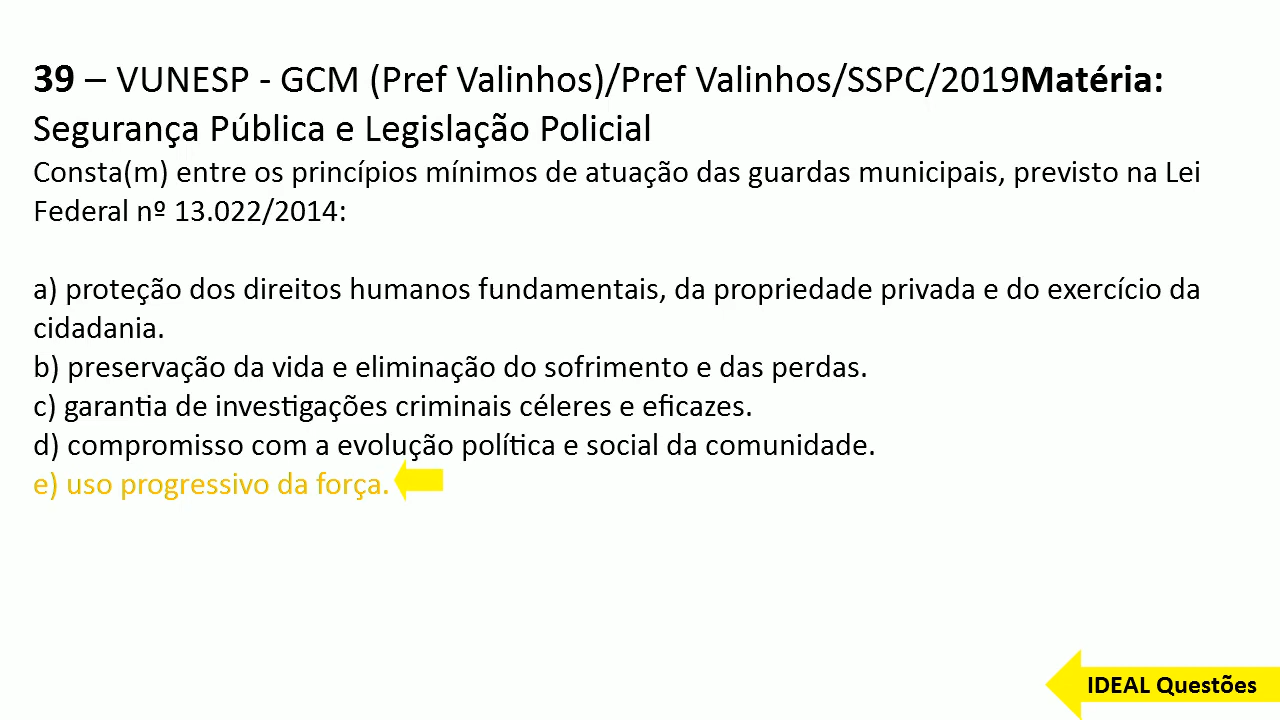 39 – VUNESP - GCM (Pref Valinhos)/Pref Valinhos/SSPC/2019Matéria:
Segurança Pública e Legislação Policial
Consta(m) entre os princípios mínimos de atuação das guardas municipais, previsto na Lei
Federal nº 13.022/2014:
a) proteção dos direitos humanos fundamentais, da propriedade privada e do exercício da
cidadania.
b) preservação da vida e eliminação do sofrimento e das perdas.
c) garantia de investigações criminais céleres e eficazes.
d) compromisso com a evolução política e social da comunidade.
e) uso progressivo da força.
IDEAL Questões